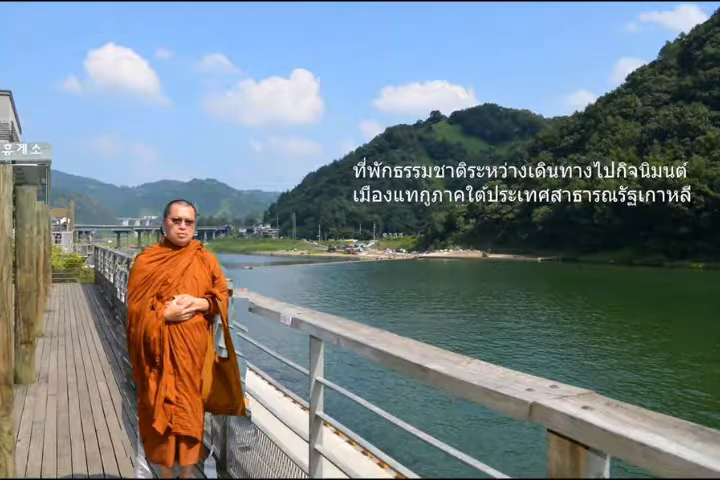 휴게소
ที่พักธรรมชาติระหว่างเดินทางไปกิจนิมนต์
เมืองแทกูภาคใต้ประเทศสาธารณรัฐเกาหลี